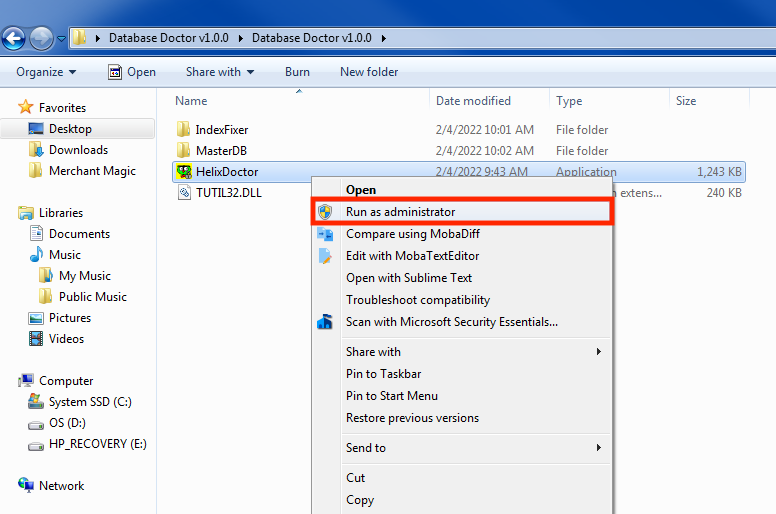 Database Doctor v1.0.0 Database Doctor v1.0.0
Organize Open Share with Burn New folder
Name Date modified Type Size
Favorites
Desktop
Downloads
Merchant Magic
Libraries
Documents
Music
My Music
Public Music
Pictures
Videos
Computer
System SSD (C:)
OS (D:)
HP_RECOVERY (E:)
Network
IndexFixer 2/4/2022 10:01 AM File folder
MasterDB 2/4/2022 10:02 AM File folder
HelixDoctor 2/4/2022 9:43 AM Application 1,243 KB
TUTIL32.DLL extens... 240 KB
Open
Run as administrator
Compare using MobaDiff
Edit with MobaTextEditor
Open with Sublime Text
Troubleshoot compatibility
Scan with Microsoft Security Essentials...
Share with
Pin to Taskbar
Pin to Start Menu
Restore previous versions
Send to
Cut
Copy